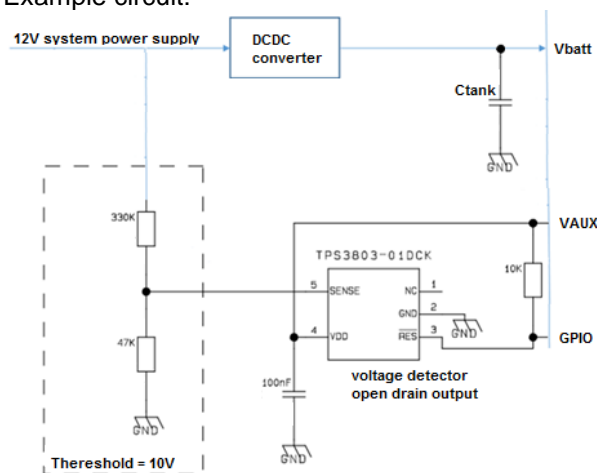 Example circuit:
12V system power supply
DCDC
converter
Vbatt
Ctank
GND
330K
VAUX
TPS3803-01DCK
10K
5 SENSE NC 1
GND 2
GND
4 VDD RES 3
GPIO
47K
100nF
voltage detector
open drain output
GND
GND
Thereshold = 10V